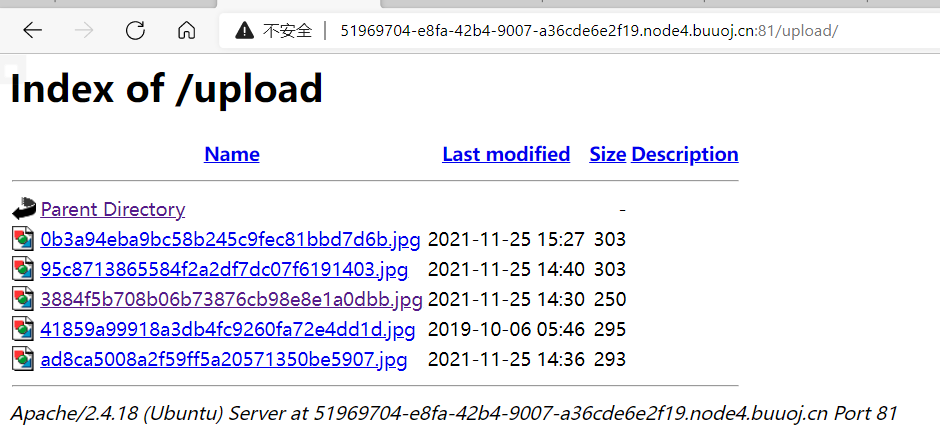 不安全 | 51969704-e8fa-42b4-9007-a36cde6e2f19.node4.buuoj.cn:81/upload/
Index of /upload
Name Last modified Size Description
Parent Directory -
0b3a94eba9bc58b245c9fec81bbd7d6b.jpg 2021-11-25 15:27 303
95c8713865584f2a2df7dc07f6191403.jpg 2021-11-25 14:40 303
3884f5b708b06b73876cb98e8e1a0dbb.jpg 2021-11-25 14:30 250
41859a99918a3db4fc9260fa72e4dd1d.jpg 2019-10-06 05:46 295
ad8ca5008a2f59ff5a20571350be5907.jpg 2021-11-25 14:36 293
Apache/2.4.18 (Ubuntu) Server at 51969704-e8fa-42b4-9007-a36cde6e2f19.node4.buuoj.cn Port 81